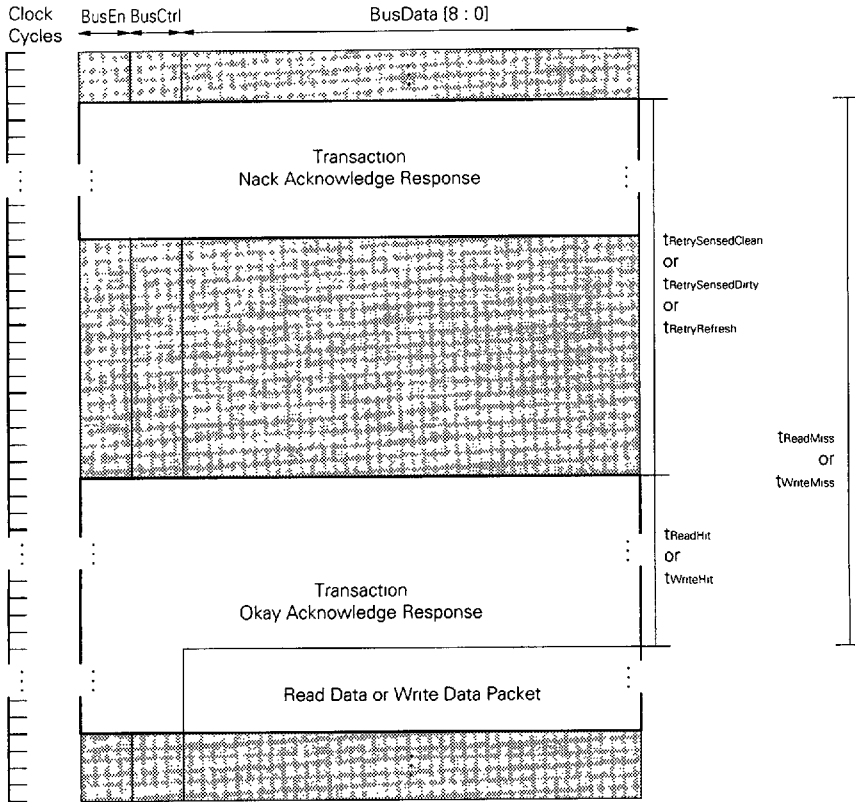 Clock
Cycles
BusEn BusCtrl
BusData [8 : 0]
Transaction
Nack Acknowledge Response
tRetrySensedClean
or
tRetrySensedDirty
or
tRetryRefresh
tReadMiss
or
tWriteMiss
tReadHit
or
tWriteHit
Transaction
Okay Acknowledge Response
Read Data or Write Data Packet